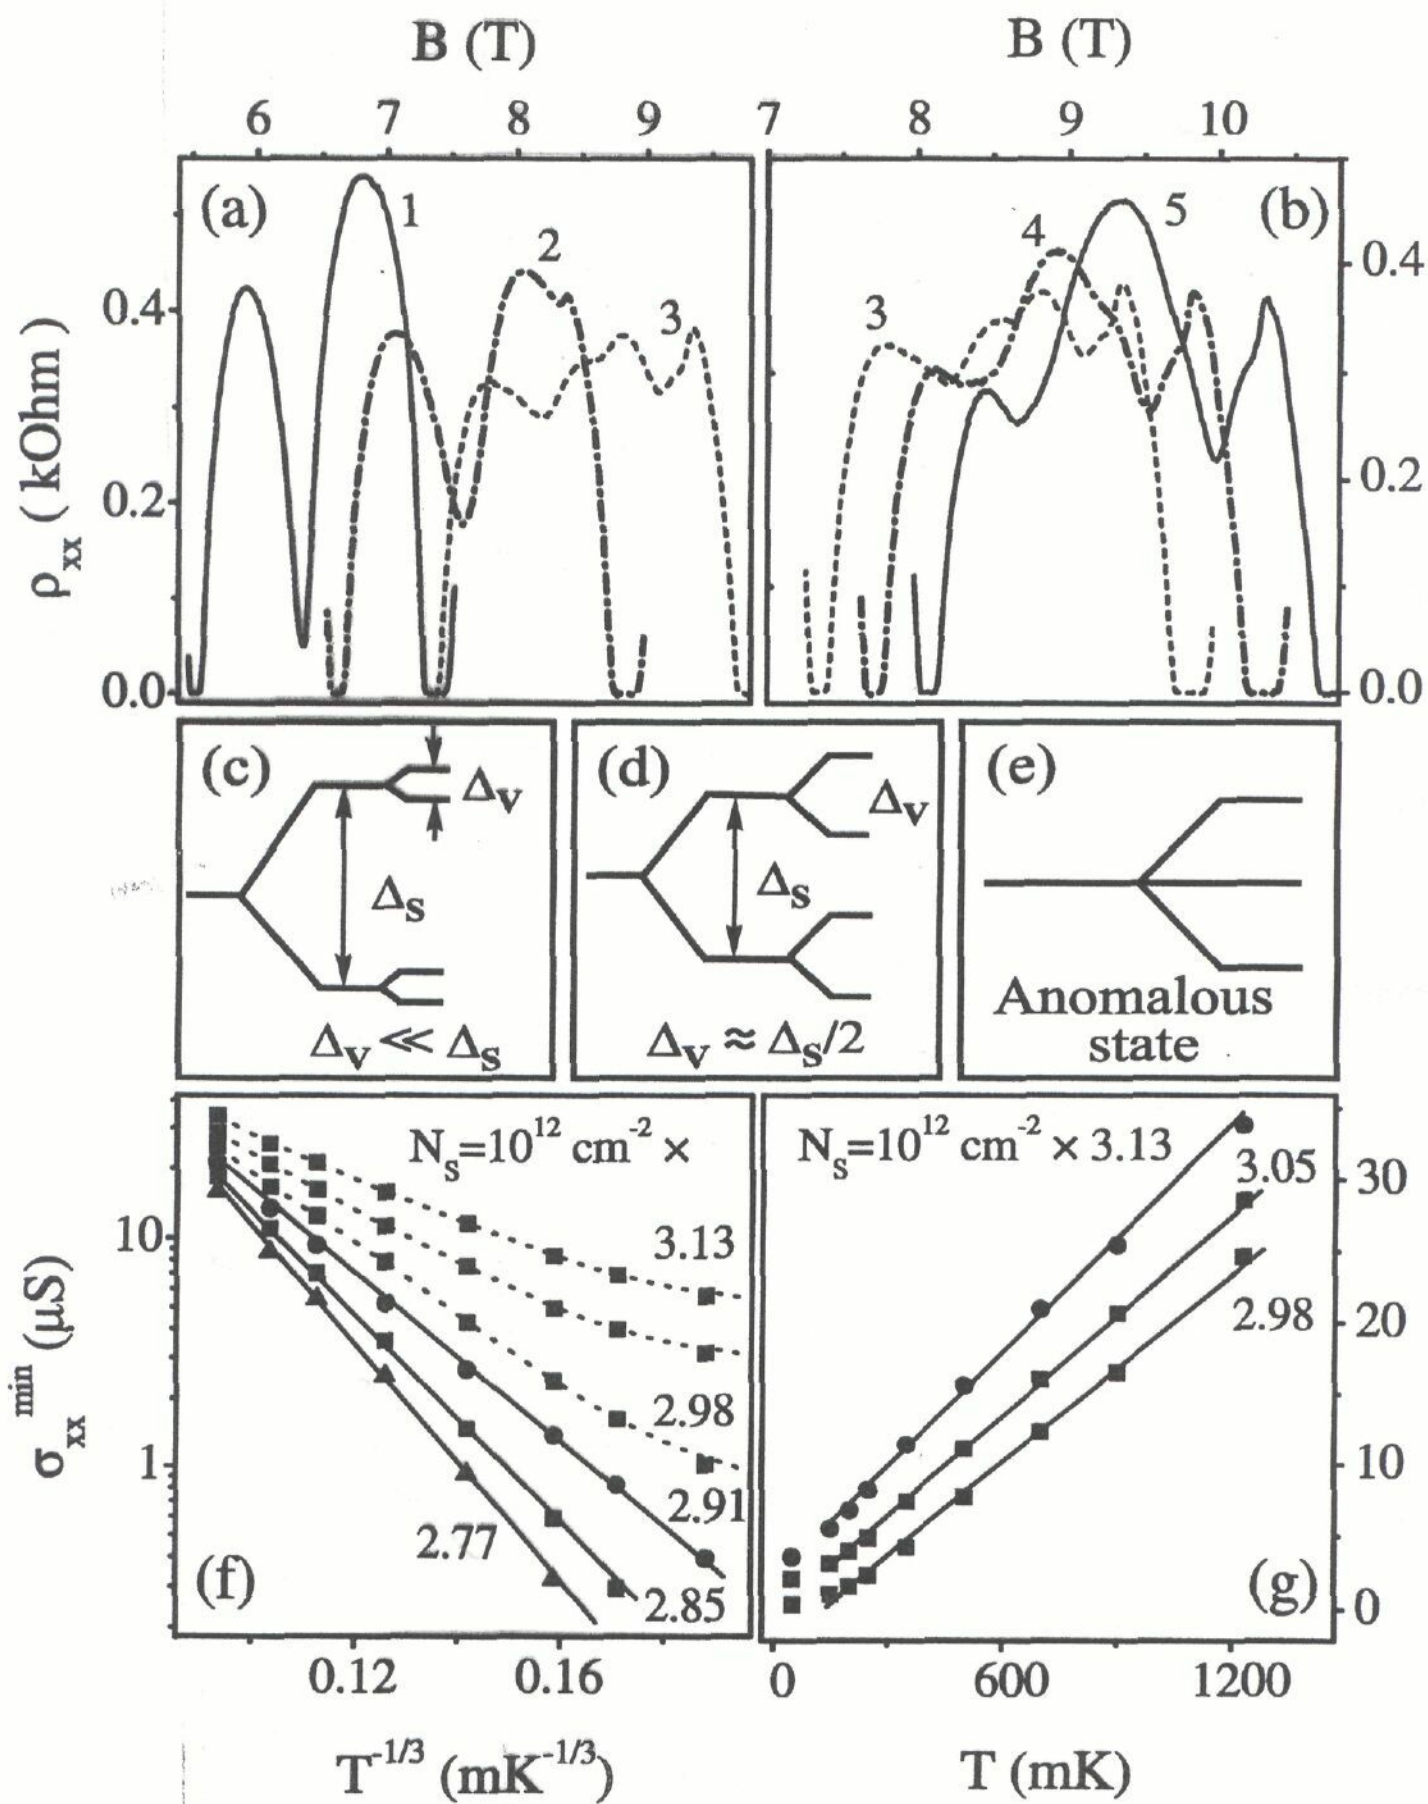 B (T)
B (T)
6 7 8 9
7 8 9 10
(a)
1
2
3
3
4
5
(b)
ρxx ( kOhm )
0.4
0.2
0.0
0.4
0.2
0.0
(c)
Δv
Δs
Δv ≪ Δs
(d)
Δv
Δs
Δv ≈ Δs/2
(e)
Anomalous
state
σxx^min (μS)
10
1
Ns=10^12 cm^-2 ×
3.13
2.98
2.91
2.85
2.77
(f)
0.12 0.16
T^-1/3 (mK^-1/3)
Ns=10^12 cm^-2 × 3.13
3.05
2.98
(g)
30
20
10
0
0 600 1200
T (mK)